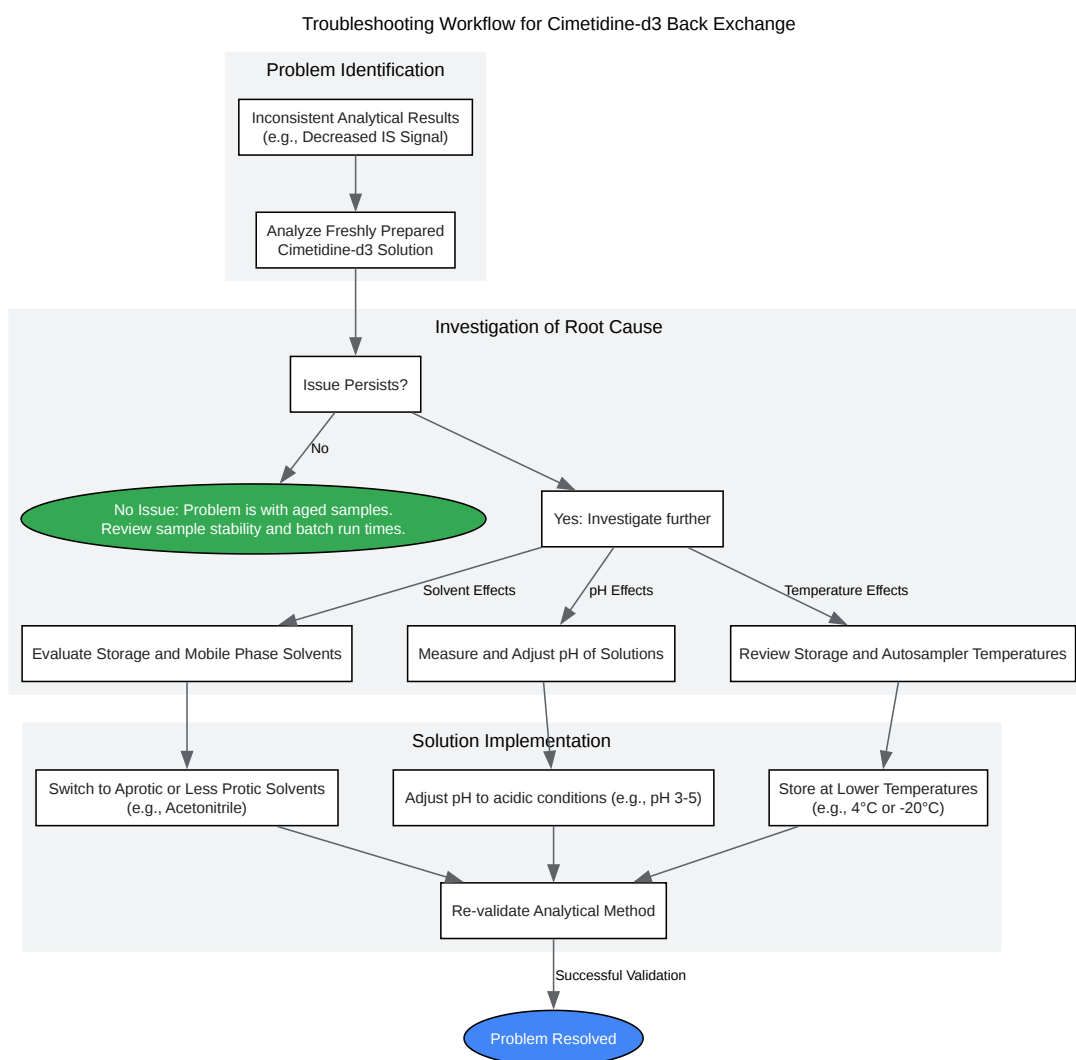 Troubleshooting Workflow for Cimetidine-d3 Back Exchange
Problem Identification
Inconsistent Analytical Results
(e.g., Decreased IS Signal)
Analyze Freshly Prepared
Cimetidine-d3 Solution
Investigation of Root Cause
Issue Persists?
No
No Issue: Problem is with aged samples.
Review sample stability and batch run times.
Yes: Investigate further
Solvent Effects
pH Effects
Temperature Effects
Evaluate Storage and Mobile Phase Solvents
Measure and Adjust pH of Solutions
Review Storage and Autosampler Temperatures
Solution Implementation
Switch to Aprotic or Less Protic Solvents
(e.g., Acetonitrile)
Adjust pH to acidic conditions (e.g., pH 3-5)
Store at Lower Temperatures
(e.g., 4°C or -20°C)
Re-validate Analytical Method
Successful Validation
Problem Resolved